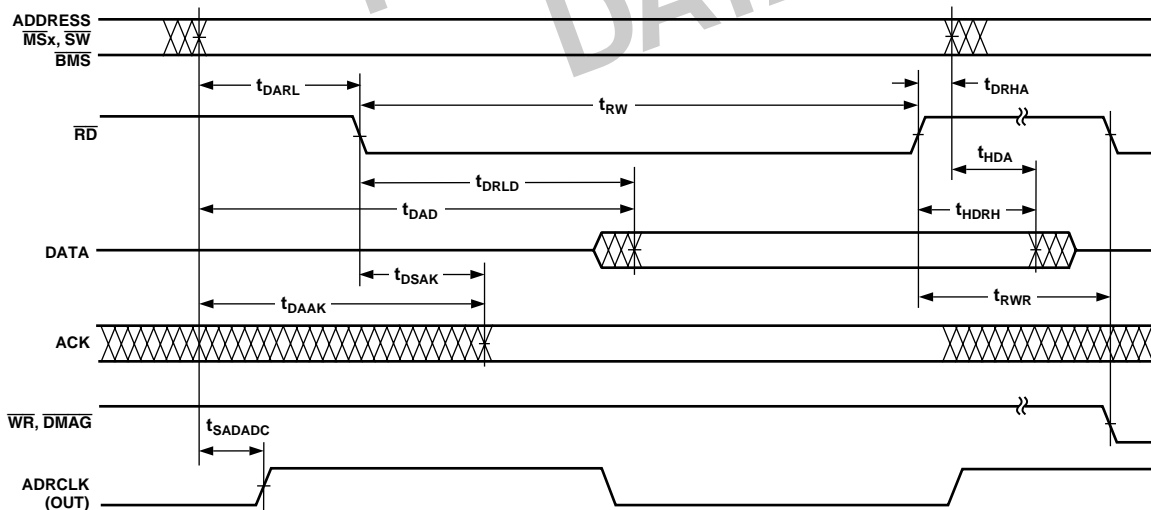 ADDRESS
MSx, SW
BMS
tDARL
tRW
tDRHA
RD
tHDA
tDRLD
tDAD
tHDRH
DATA
tDSAK
tDAAK
tRWR
ACK
WR, DMAG
tSADADC
ADRCLK
(OUT)